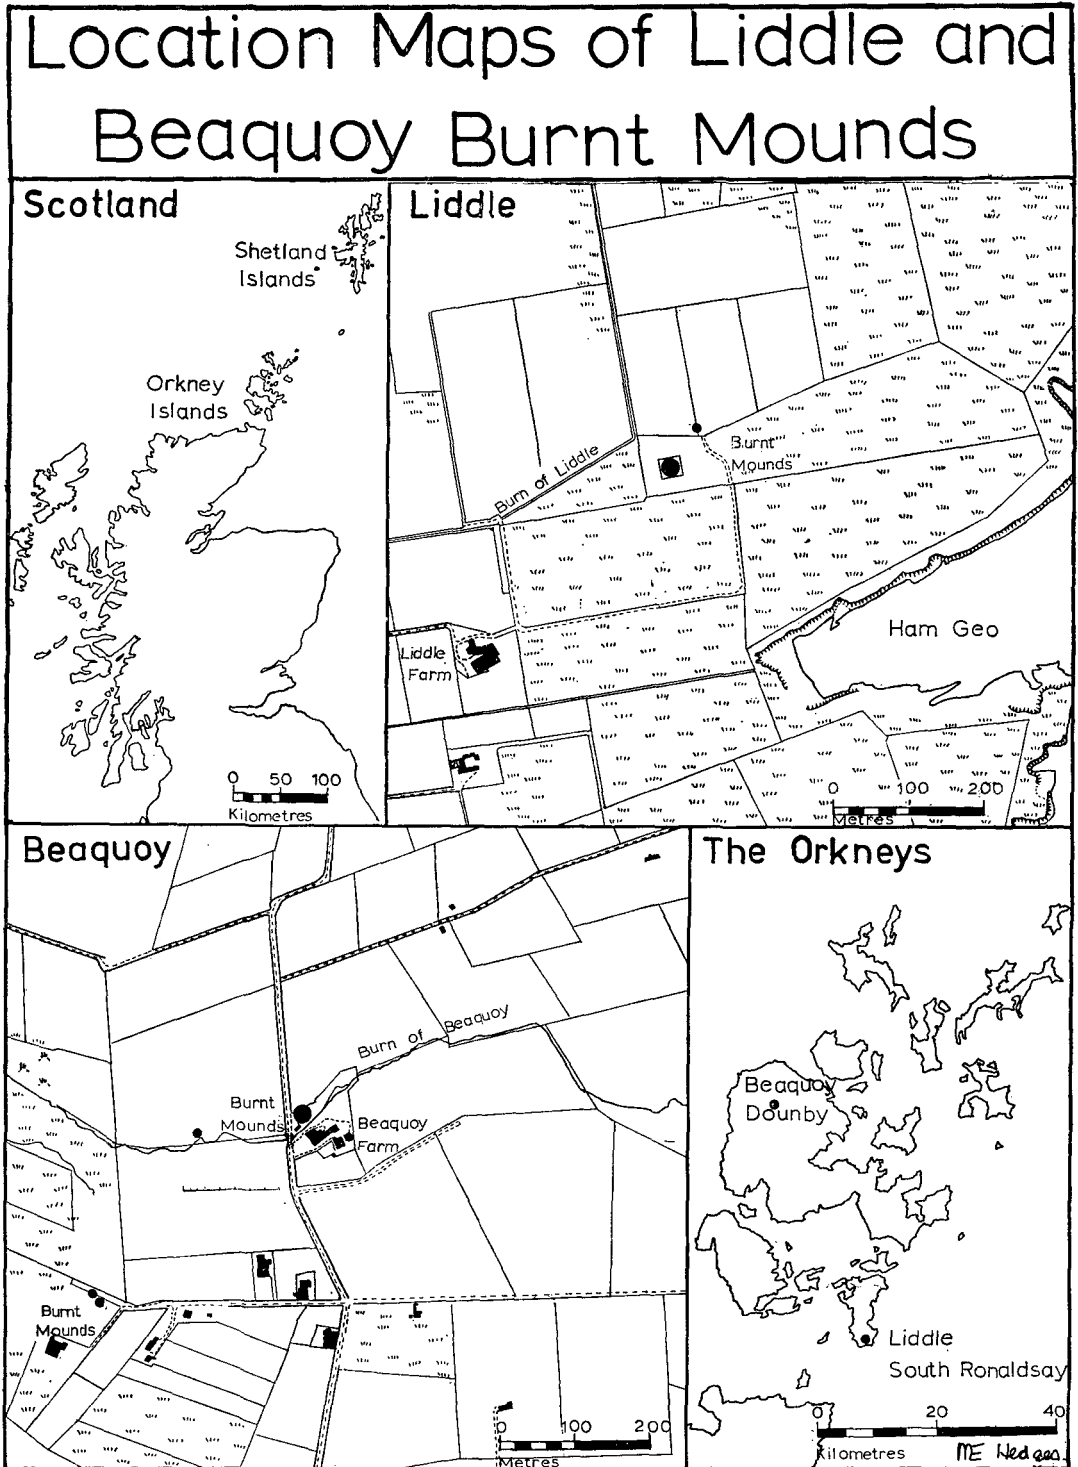 Location Maps of Liddle and
Beaquoy Burnt Mounds
Scotland
Shetland
Islands
Orkney
Islands
0 50 100
Kilometres
Liddle
Burn of Liddle
Burnt
Mounds
Liddle
Farm
Ham Geo
0 100 200
Metres
Beaquoy
Burn of Beaquoy
Burnt
Mounds
Beaquoy
Farm
Burnt
Mounds
0 100 200
Metres
The Orkneys
Beaquoy
Dounby
Liddle
South Ronaldsay
0 20 40
Kilometres
ME Hedges.